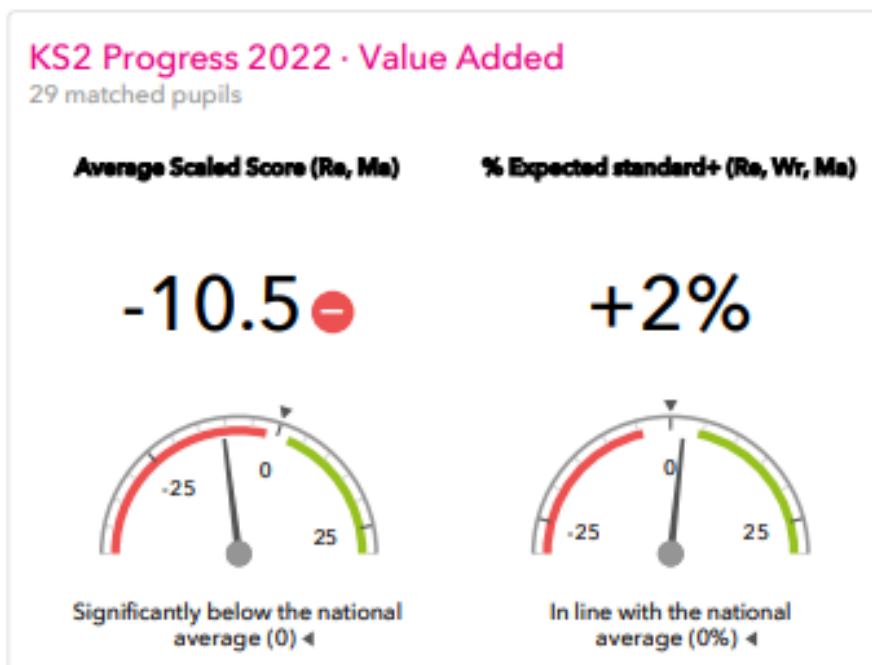 KS2 Progress 2022 · Value Added
29 matched pupils
Average Scaled Score (Re, Ma)
-10.5
-25
0
25
Significantly below the national
average (0) ◄
% Expected standard+ (Re, Wr, Ma)
+2%
-25
0
25
In line with the national
average (0%) ◄